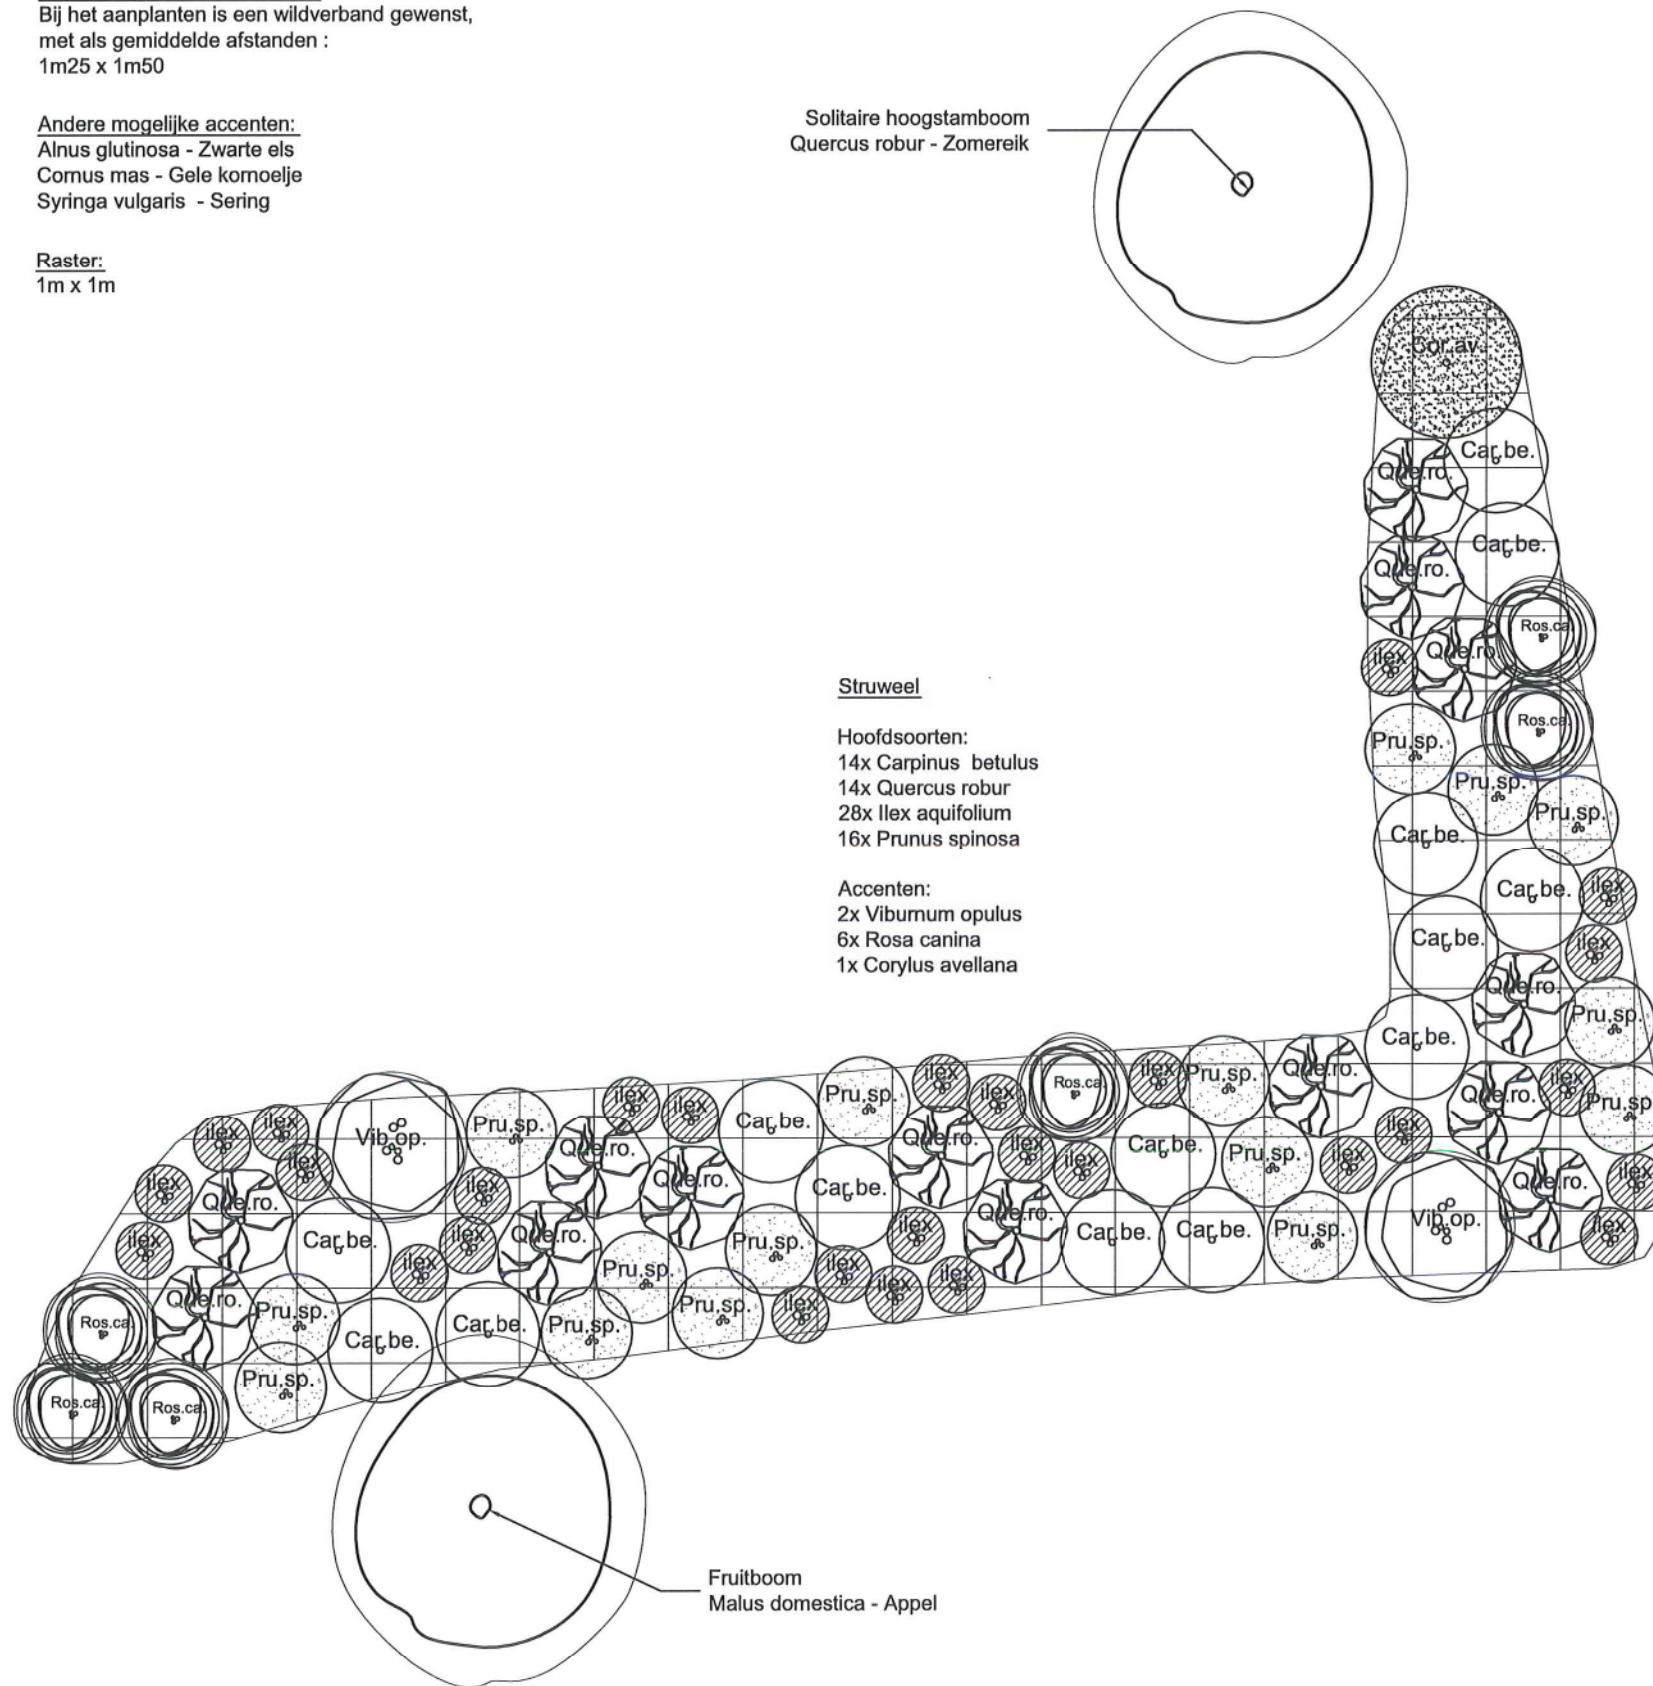 Bij het aanplanten is een wildverband gewenst,
met als gemiddelde afstanden :
1m25 x 1m50
Andere mogelijke accenten:
Alnus glutinosa - Zwarte els
Cornus mas - Gele kornoelje
Syringa vulgaris - Sering
Raster:
1m x 1m
Solitaire hoogstamboom
Quercus robur - Zomereik
Cor.av.
Car.be.
Que.ro.
Car.be.
Que.ro.
Ros.ca.
Que.ro.
ilex
Ros.ca.
Pru.sp.
Pru.sp.
Pru.sp.
Car.be.
Car.be.
ilex
Car.be.
ilex
Que.ro.
Pru.sp.
Car.be.
Struweel
Hoofdsoorten:
14x Carpinus betulus
14x Quercus robur
28x Ilex aquifolium
16x Prunus spinosa
Accenten:
2x Viburnum opulus
6x Rosa canina
1x Corylus avellana
ilex
ilex
Vib.op.
Pru.sp.
ilex
ilex
Car.be.
Pru.sp.
ilex
ilex
Ros.ca.
ilex
Pru.sp.
Que.ro.
Que.ro.
ilex
Pru.sp
ilex
ilex
Que.ro.
Car.be.
ilex
ilex
Que.ro.
Que.ro.
Car.be.
Que.ro.
ilex
ilex
Car.be.
Pru.sp.
ilex
ilex
Vib.op.
Que.ro.
ilex
ilex
ilex
ilex
Que.ro.
Pru.sp.
Pru.sp.
ilex
ilex
ilex
ilex
Que.ro.
Car.be.
Car.be.
Pru.sp.
Ros.ca.
Que.ro.
Pru.sp.
Car.be.
Car.be.
Pru.sp.
Pru.sp.
ilex
Ros.ca.
Ros.ca.
Pru.sp.
Fruitboom
Malus domestica - Appel